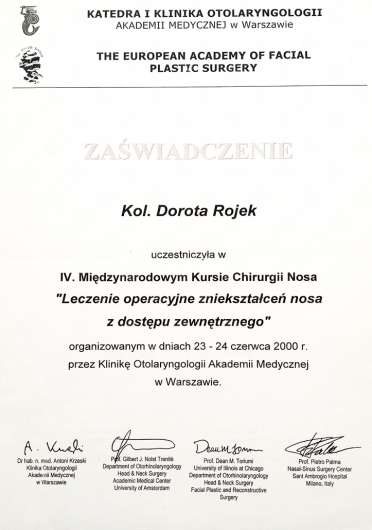 KATEDRA I KLINIKA OTOLARYNGOLOGII
AKADEMII MEDYCZNEJ w Warszawie
THE EUROPEAN ACADEMY OF FACIAL
PLASTIC SURGERY
ZAŚWIADCZENIE
Kol. Dorota Rojek
uczestniczyła w
IV. Międzynarodowym Kursie Chirurgii Nosa
"Leczenie operacyjne zniekształceń nosa
z dostępu zewnętrznego"
organizowanym w dniach 23 - 24 czerwca 2000 r.
przez Klinikę Otolaryngologii Akademii Medycznej
w Warszawie.
Dr hab. n. med. Antoni Krzeski
Klinika Otolaryngologii
Akademii Medycznej
w Warszawie
Prof. Gilbert J. Nolst Trenité
Department of Otorhinolaryngology
Head & Neck Surgery
Academic Medical Center
University of Amsterdam
Prof. Dean M. Toriumi
University of Illinois at Chicago
Department of Otorhinolaryngology
Head & Neck Surgery
Facial Plastic and Reconstructive
Surgery
Prof. Pietro Palma
Nasal-Sinus Surgery Center
Sant Ambrogio Hospital
Milano, Italy